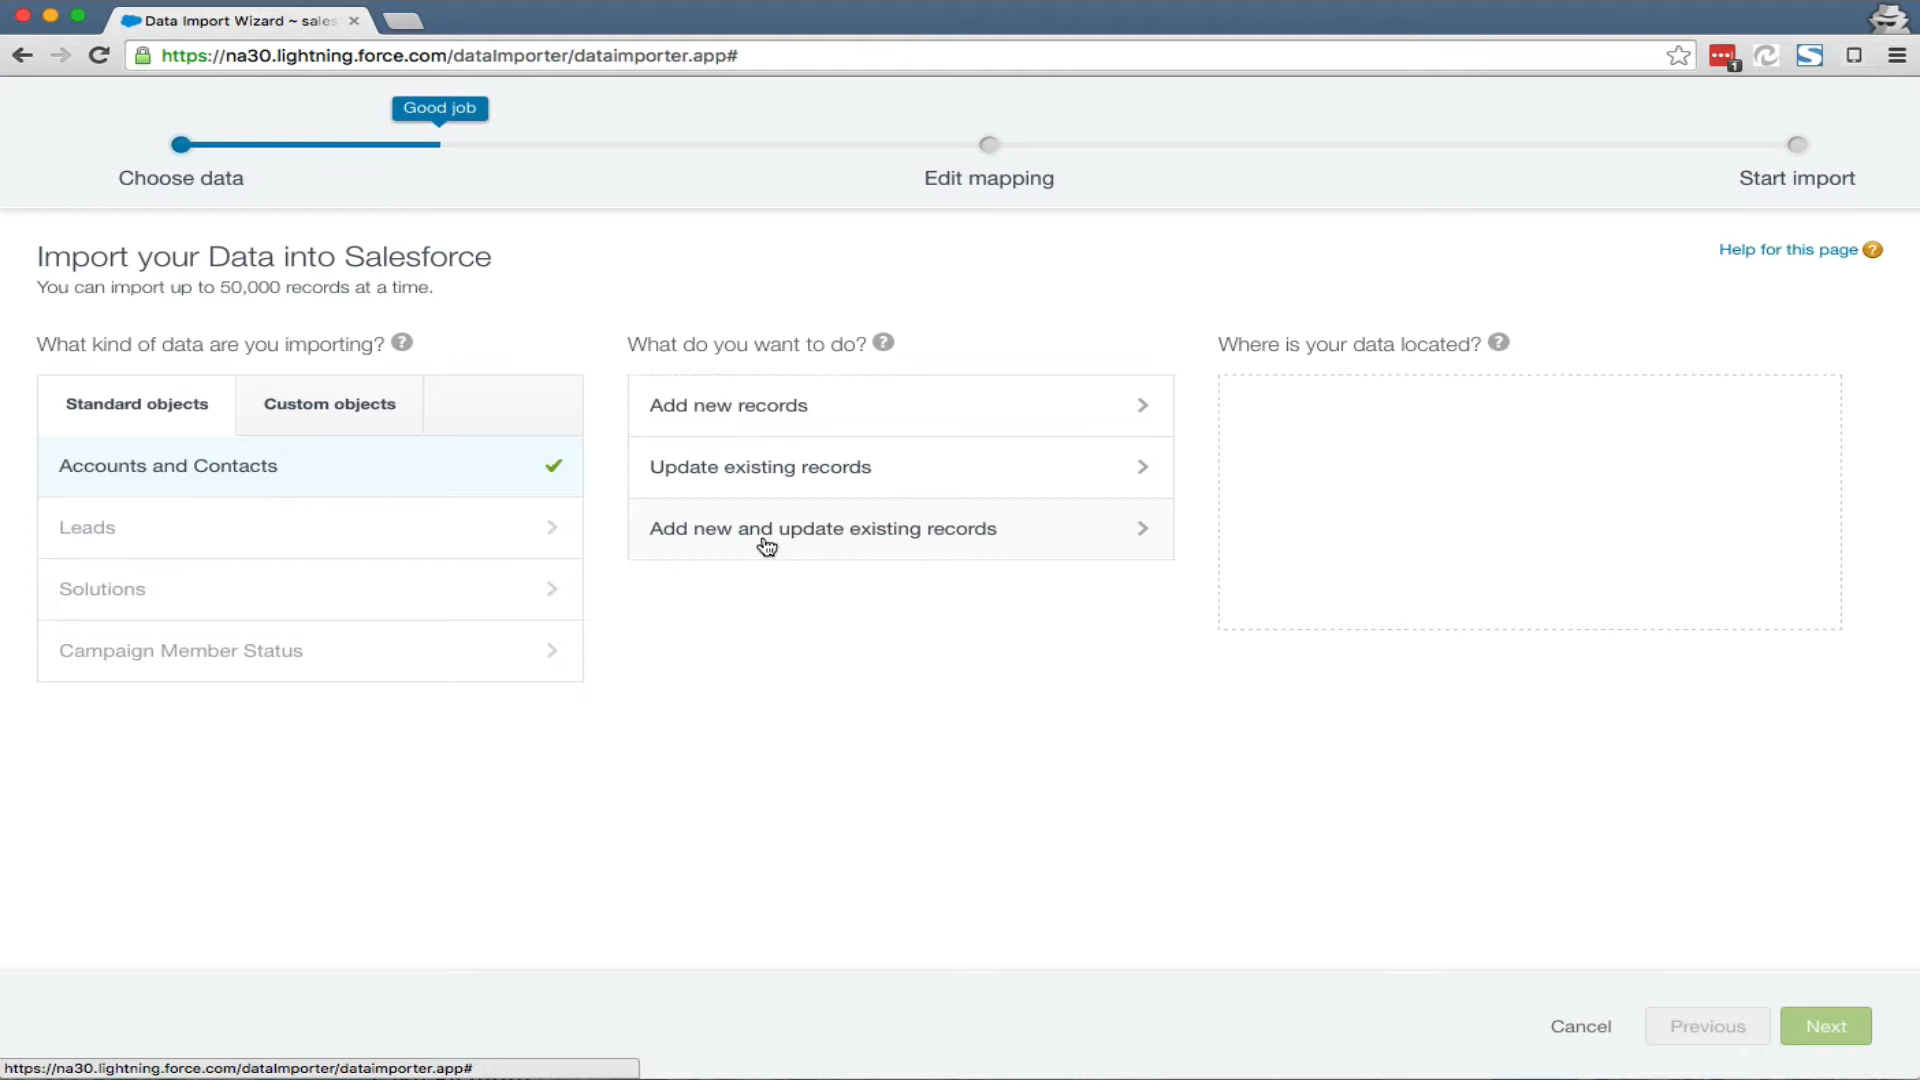 Data Import Wizard ~ sales
https://na30.lightning.force.com/dataImporter/dataimporter.app#
1
Good job
Choose data
Edit mapping
Start import
Import your Data into Salesforce
Help for this page ?
You can import up to 50,000 records at a time.
What kind of data are you importing? ?
What do you want to do? ?
Where is your data located? ?
Standard objects
Custom objects
Accounts and Contacts
Leads
Solutions
Campaign Member Status
Add new records
Update existing records
Add new and update existing records
Cancel
Previous
Next
https://na30.lightning.force.com/dataImporter/dataimporter.app#